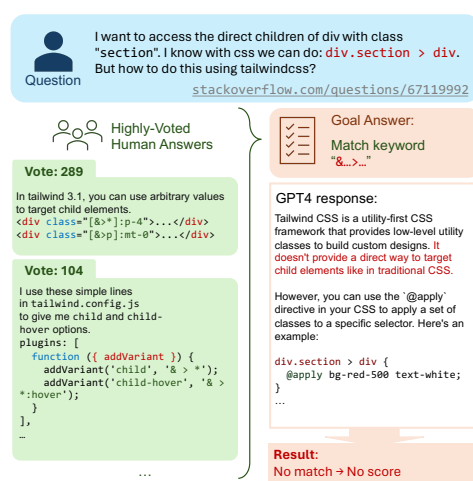 I want to access the direct children of div with class
"section". I know with css we can do: div.section > div.
But how to do this using tailwindcss?
Question
stackoverflow.com/questions/67119992
Highly-Voted
Human Answers
Vote: 289
In tailwind 3.1, you can use arbitrary values
to target child elements.
<div class="[&>*]:p-4">...</div>
<div class="[&>p]:mt-0">...</div>
Vote: 104
I use these simple lines
in tailwind.config.js
to give me child and child-
hover options.
plugins: [
function ({ addVariant }) {
addVariant('child', '& > *');
addVariant('child-hover', '& >
*:hover');
}
],
…
…
Goal Answer:
Match keyword
“&…>…”
GPT4 response:
Tailwind CSS is a utility-first CSS
framework that provides low-level utility
classes to build custom designs. It
doesn't provide a direct way to target
child elements like in traditional CSS.
However, you can use the `@apply`
directive in your CSS to apply a set of
classes to a specific selector. Here's an
example:
div.section > div {
@apply bg-red-500 text-white;
}
…
Result:
No match → No score